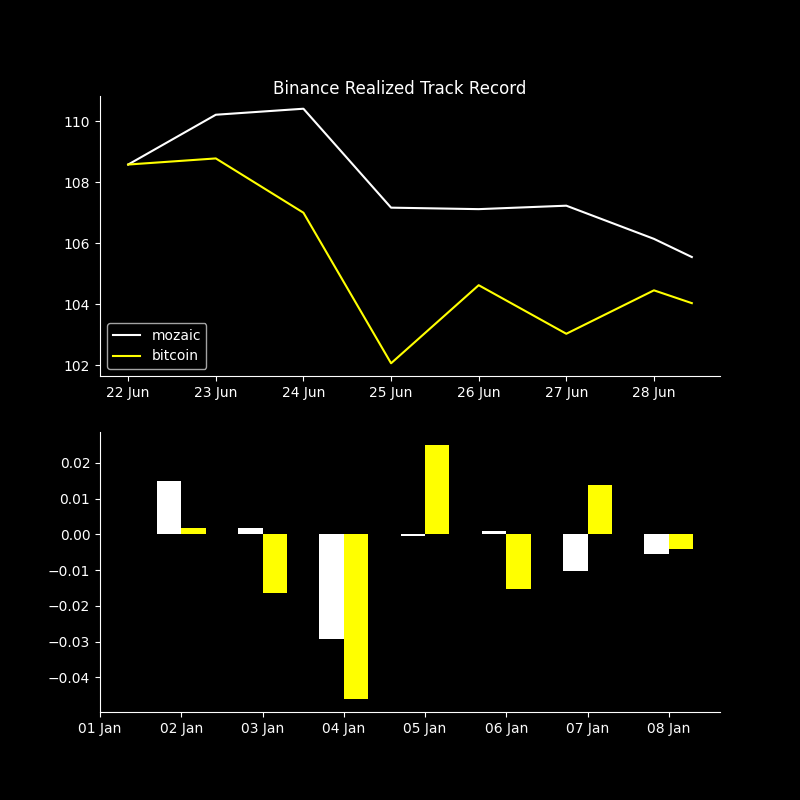 Binance Realized Track Record
110
108
106
104
102
mozaic
bitcoin
22 Jun 23 Jun 24 Jun 25 Jun 26 Jun 27 Jun 28 Jun
0.02
0.01
0.00
−0.01
−0.02
−0.03
−0.04
01 Jan 02 Jan 03 Jan 04 Jan 05 Jan 06 Jan 07 Jan 08 Jan